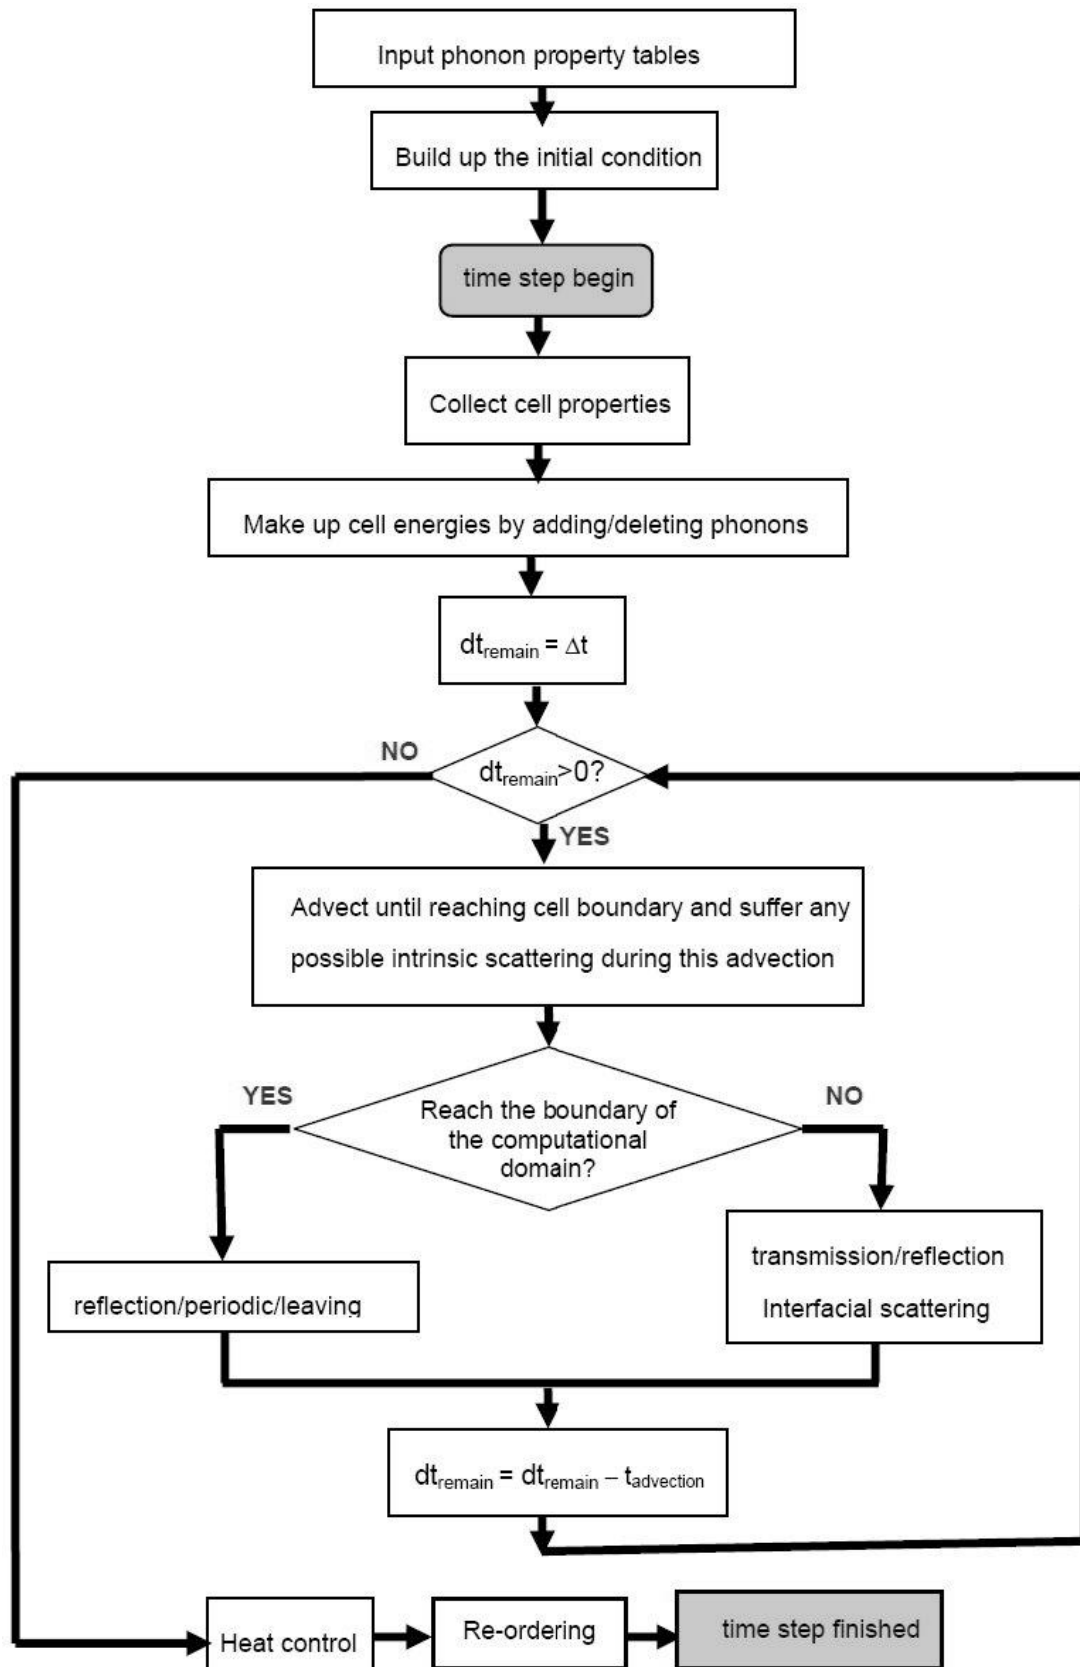 Input phonon property tables
Build up the initial condition
time step begin
Collect cell properties
Make up cell energies by adding/deleting phonons
dtremain = Δt
NO
dtremain>0?
YES
Advect until reaching cell boundary and suffer any
possible intrinsic scattering during this advection
YES
NO
Reach the boundary of
the computational
domain?
transmission/reflection
Interfacial scattering
reflection/periodic/leaving
dtremain = dtremain – tadvection
Heat control
Re-ordering
time step finished